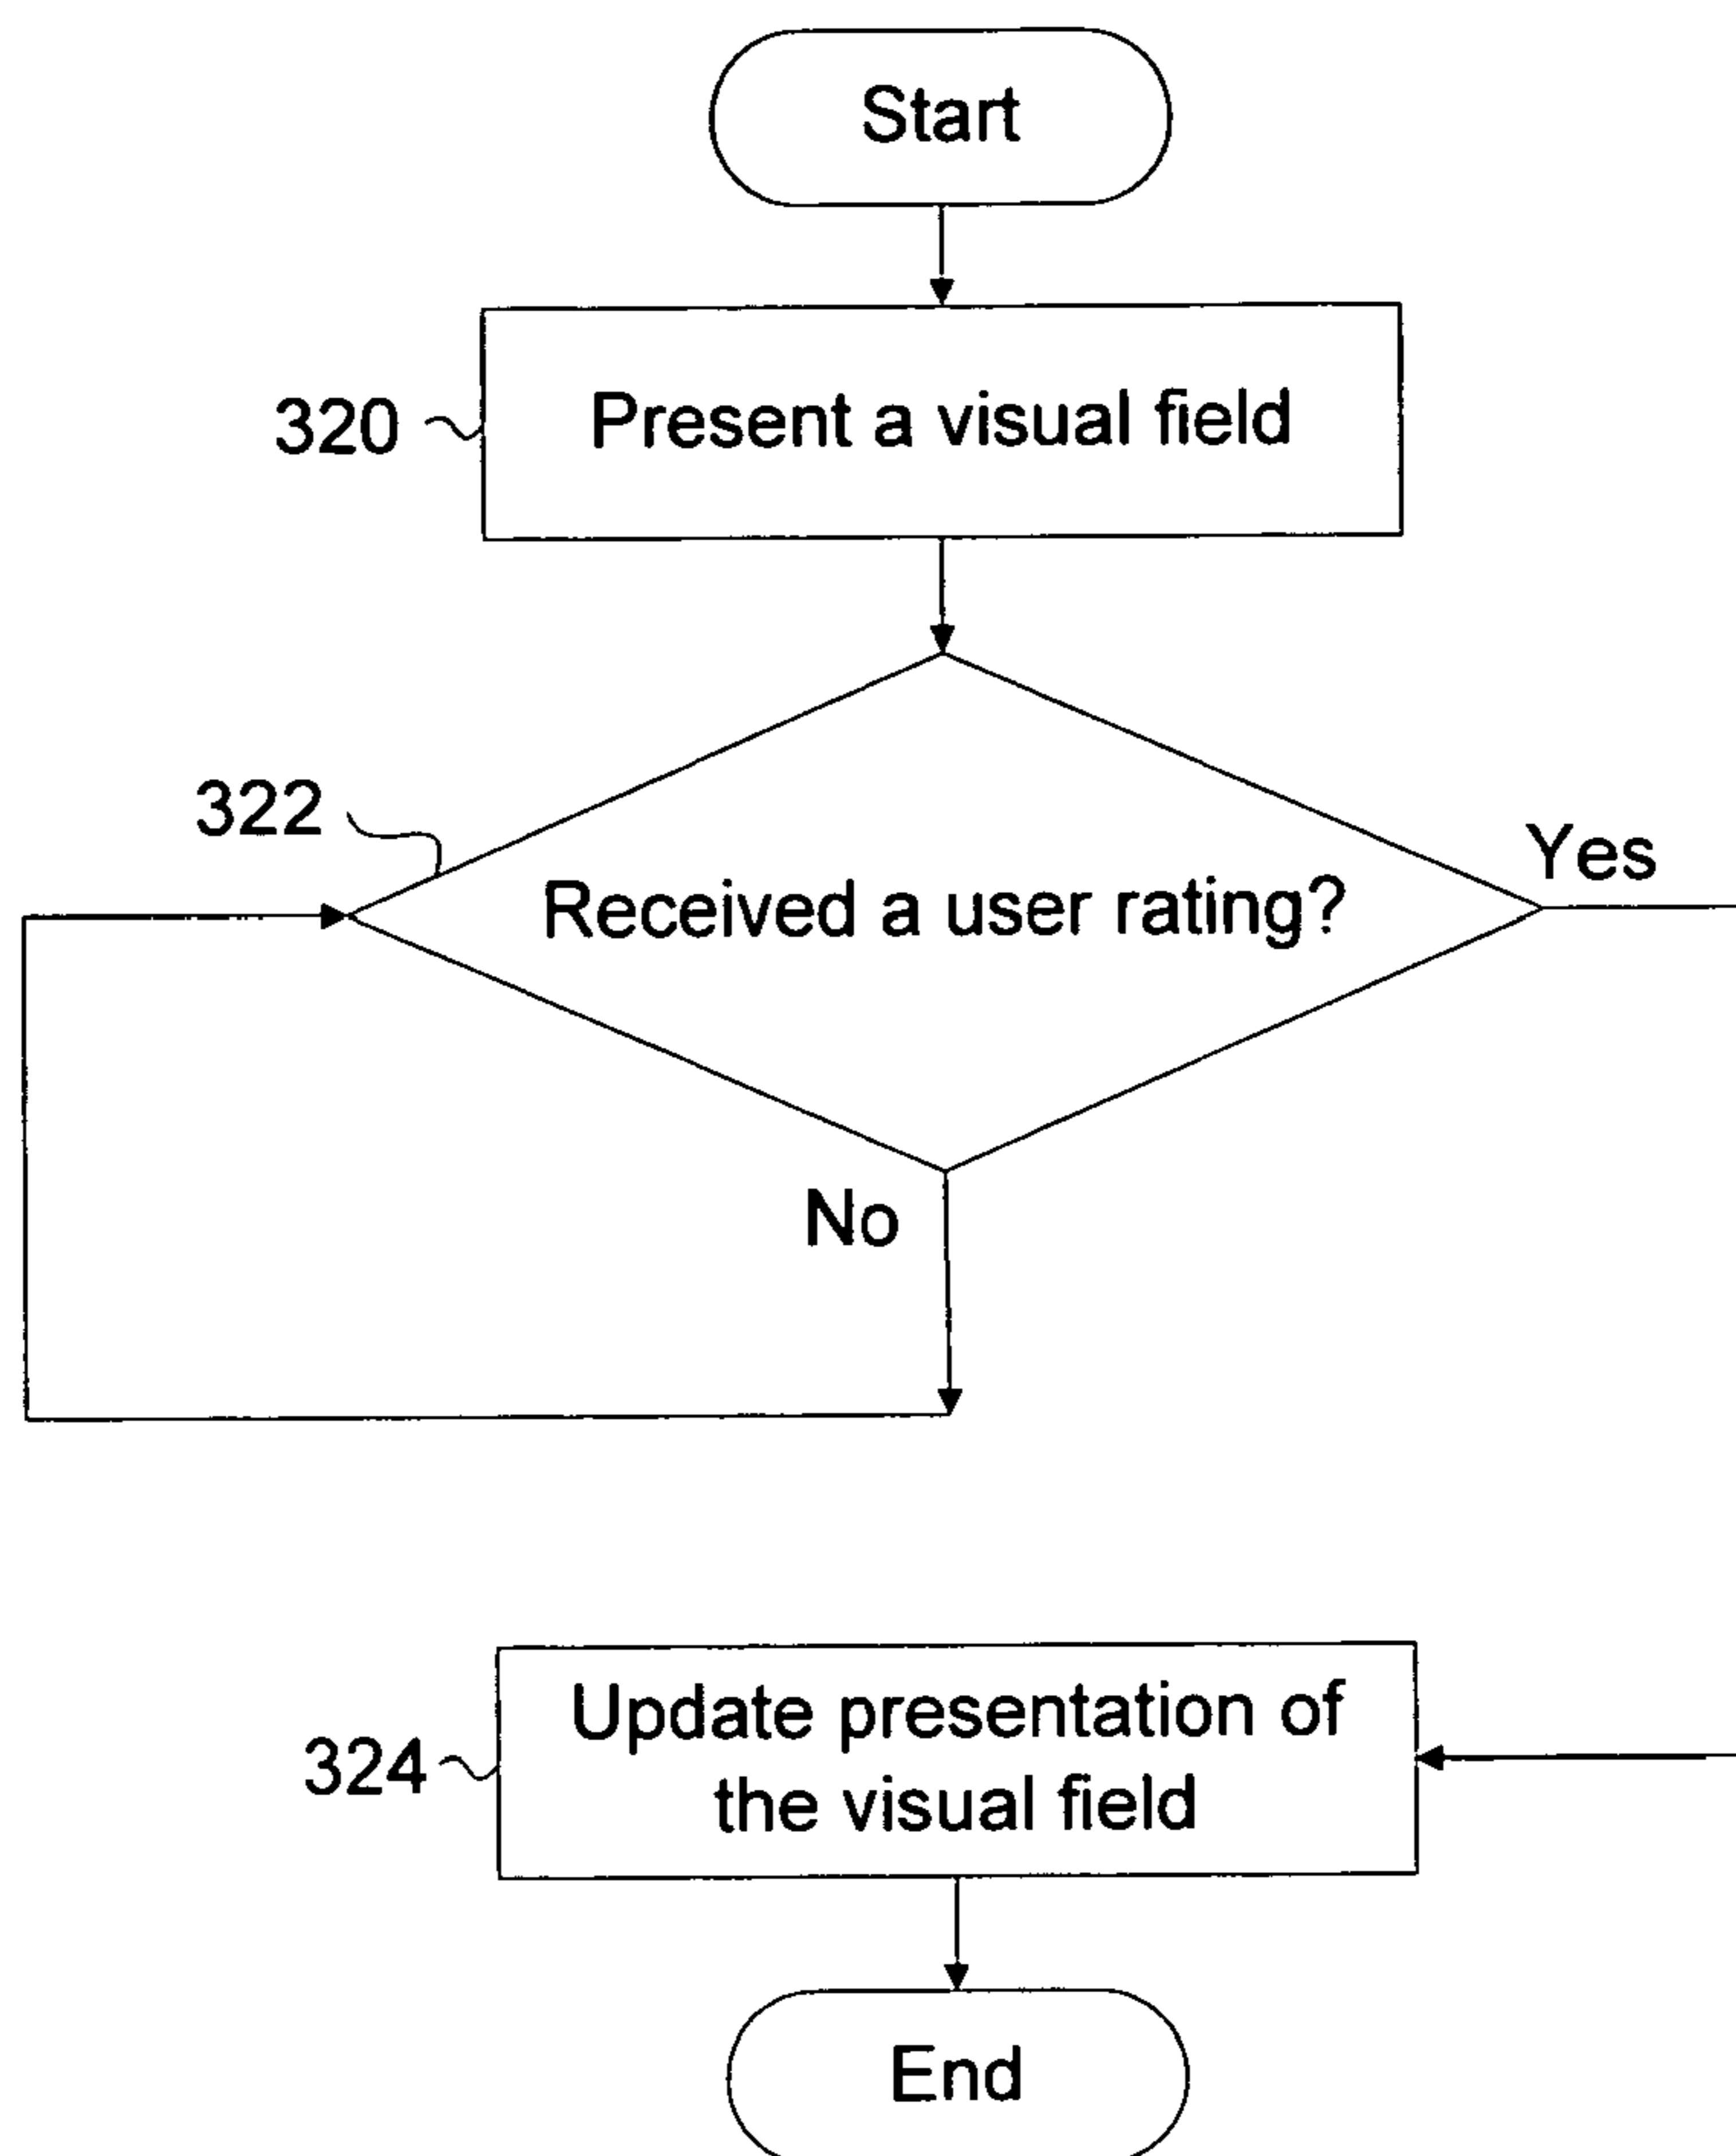 Start
320
Present a visual field
322
Received a user rating?
Yes
No
324
Update presentation of
the visual field
End